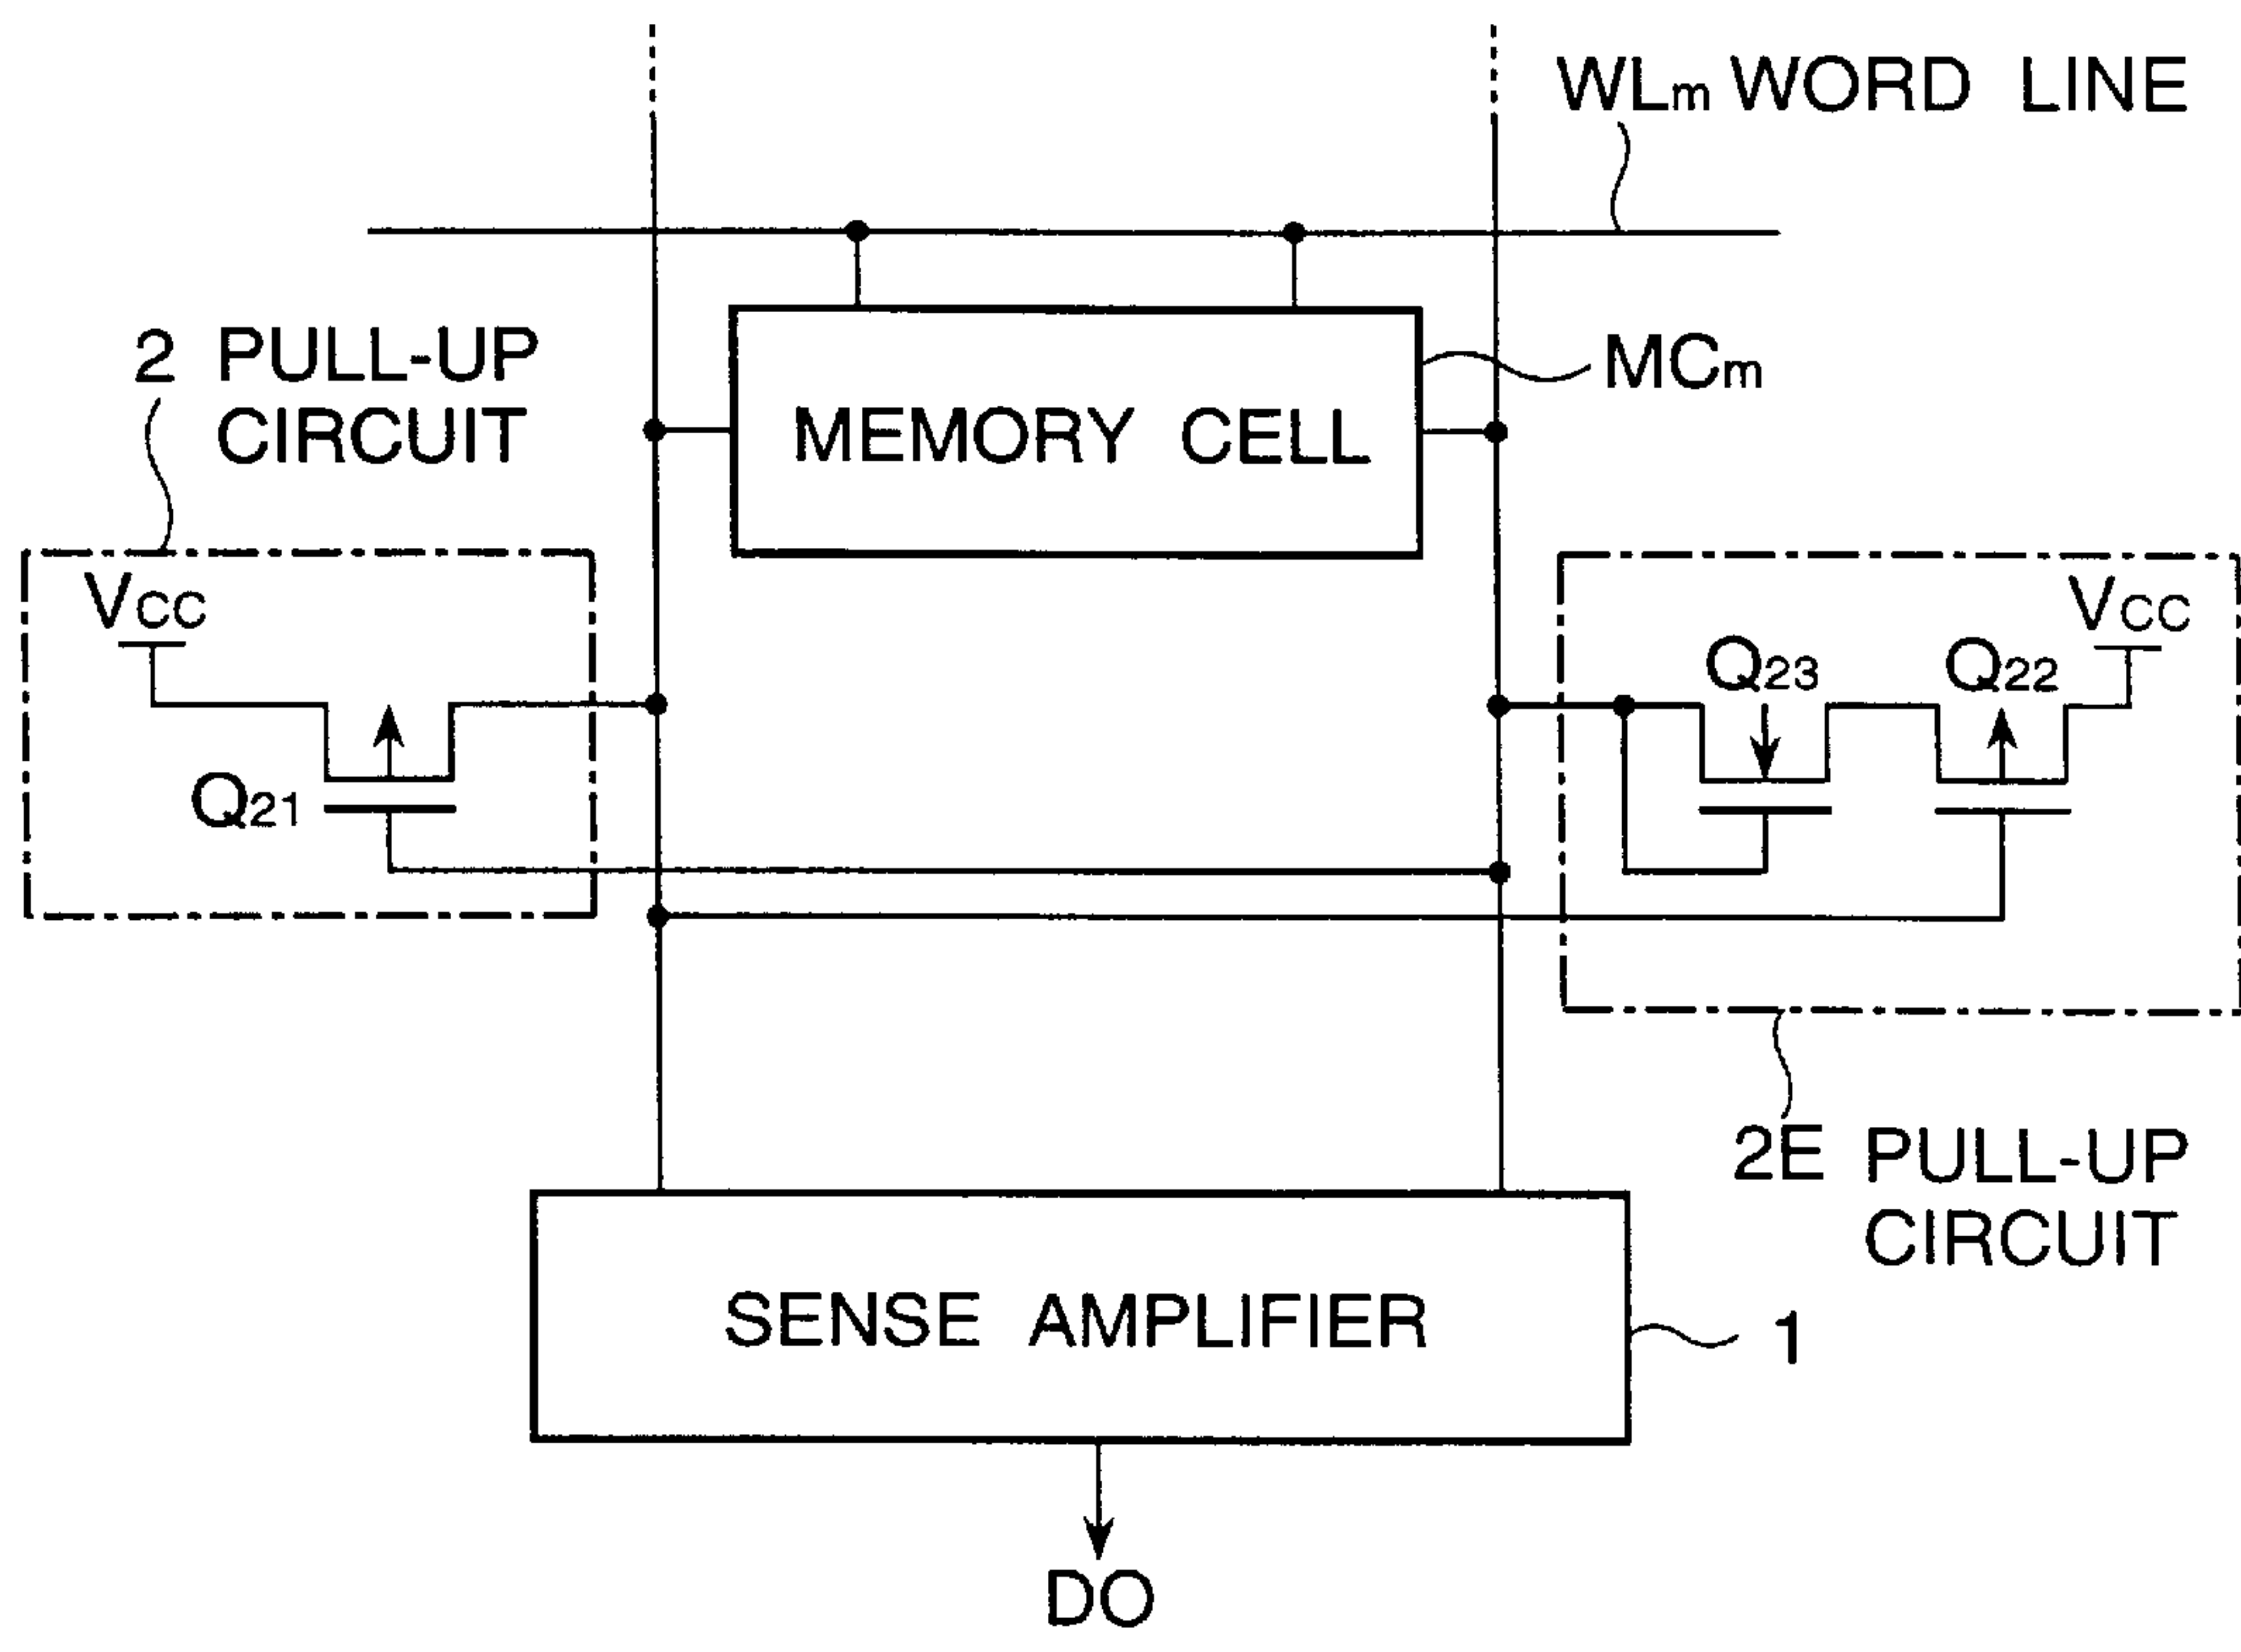 WLm WORD LINE
2 PULL-UP
CIRCUIT
MCm
MEMORY CELL
VCC
Q21
Q23
Q22
VCC
2E PULL-UP
CIRCUIT
SENSE AMPLIFIER
1
DO